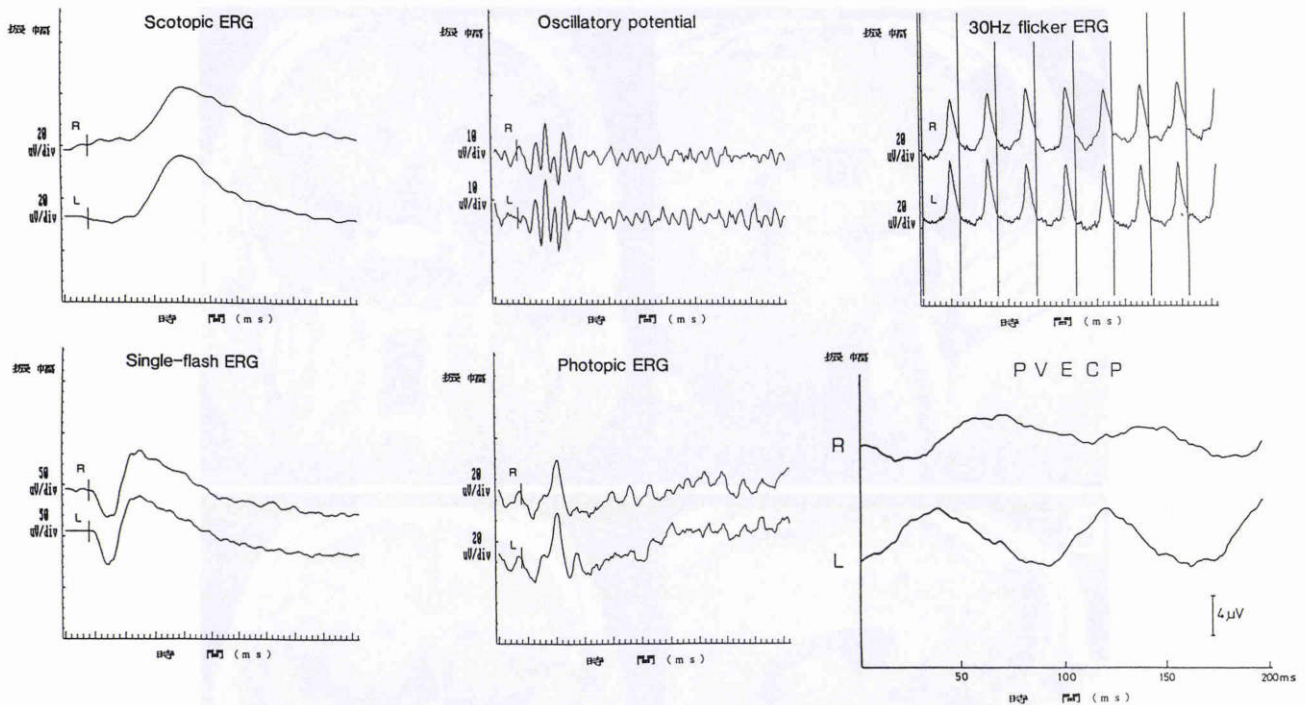 Scotopic ERG
振 幅
R
20
uV/div
L
20
uV/div
時 間 (ms)
Oscillatory potential
振 幅
R
10
uV/div
10
L
uV/div
時 間 (ms)
30Hz flicker ERG
振 幅
R
20
uV/div
L
20
uV/div
時 間 (ms)
Single-flash ERG
振 幅
R
50
uV/div
50
L
uV/div
時 間 (ms)
Photopic ERG
振 幅
R
20
uV/div
20
L
uV/div
時 間 (ms)
PVECP
振 幅
R
L
4μV
50 100 150 200ms
時 間 (ms)